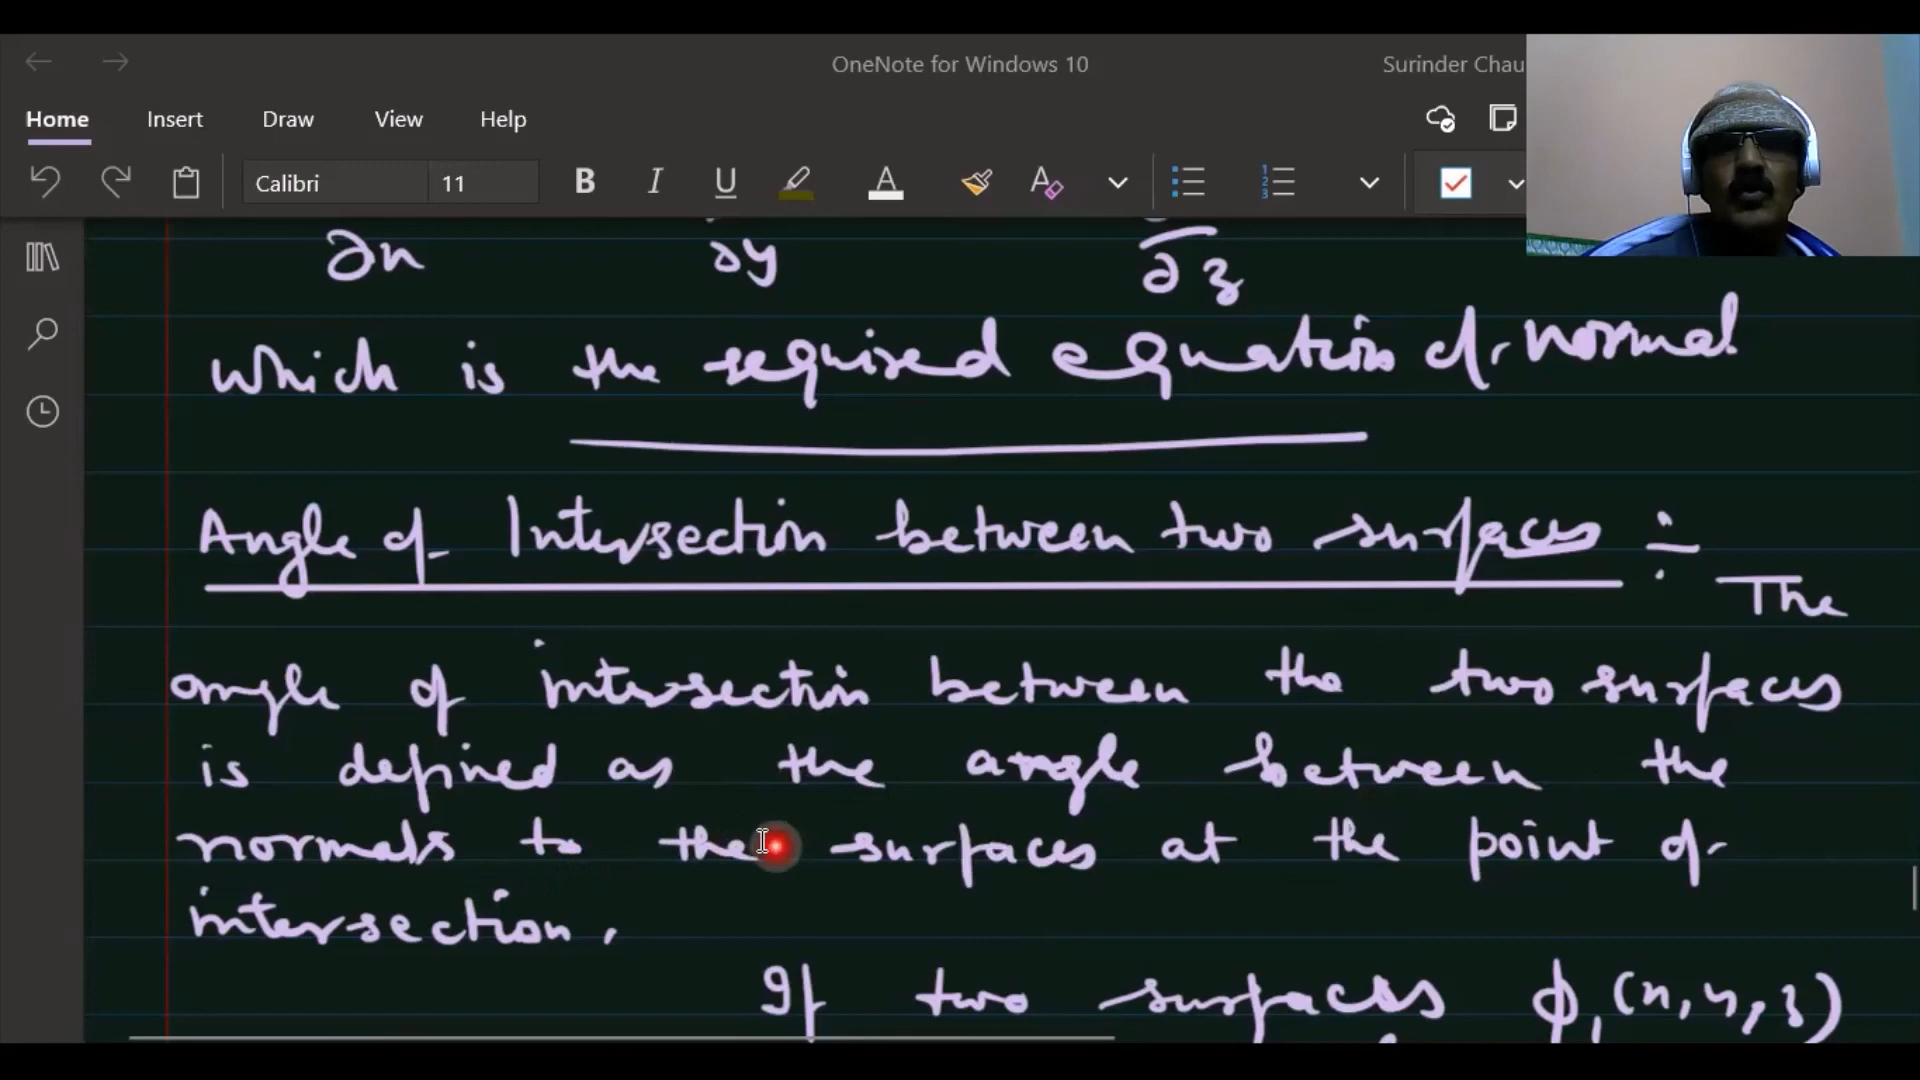 OneNote for Windows 10
Surinder Chau
Home Insert Draw View Help
Calibri 11 B I U A A
∂x ∂y ∂z
which is the required equation of normal
Angle of Intersection between two surfaces :- The
angle of intersection between the two surfaces
is defined as the angle between the
normals to the surfaces at the point of
intersection.
If two surfaces ϕ₁(x, y, z)